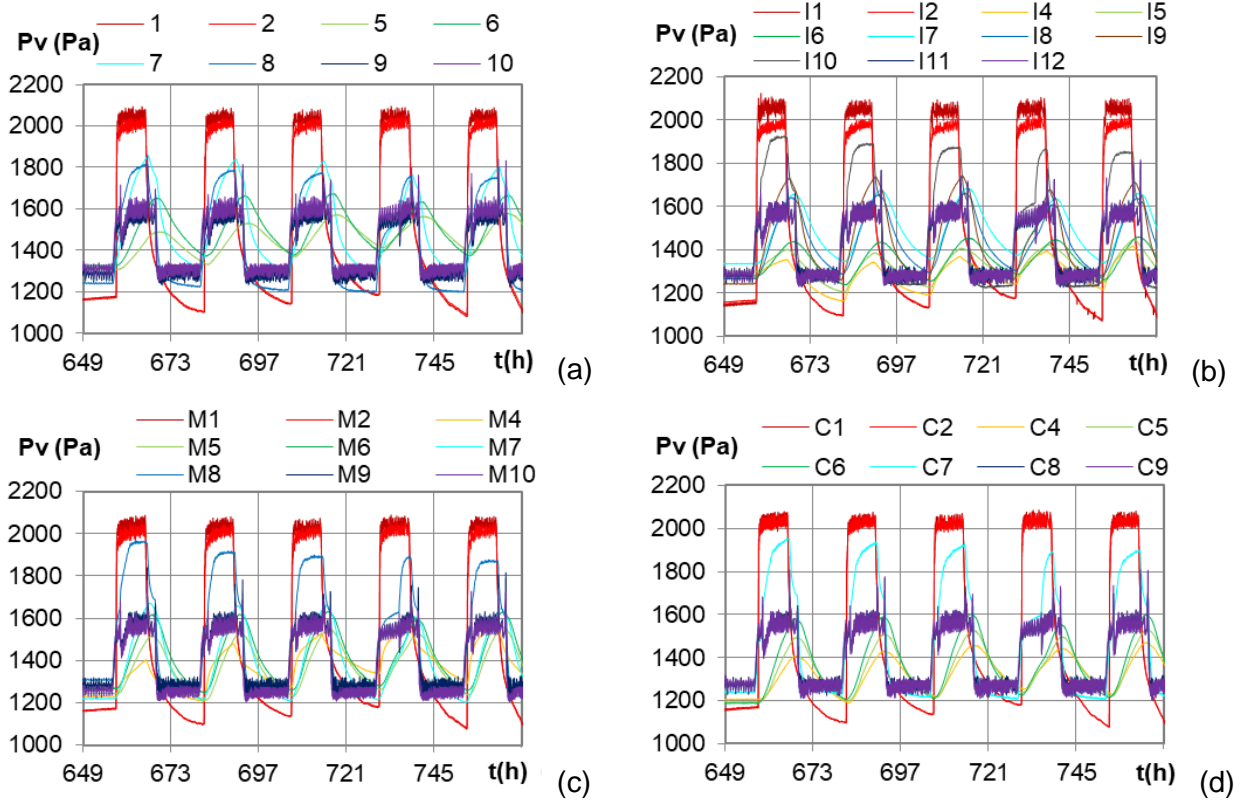 1 2 5 6
Pv (Pa)
7 8 9 10
2200
2000
1800
1600
1400
1200
1000
649 673 697 721 745 t(h)
(a)
I1 I2 I4 I5
Pv (Pa)
I6 I7 I8 I9
I10 I11 I12
2200
2000
1800
1600
1400
1200
1000
649 673 697 721 745 t(h)
(b)
M1 M2 M4
Pv (Pa)
M5 M6 M7
M8 M9 M10
2200
2000
1800
1600
1400
1200
1000
649 673 697 721 745 t(h)
(c)
C1 C2 C4 C5
Pv (Pa)
C6 C7 C8 C9
2200
2000
1800
1600
1400
1200
1000
649 673 697 721 745 t(h)
(d)